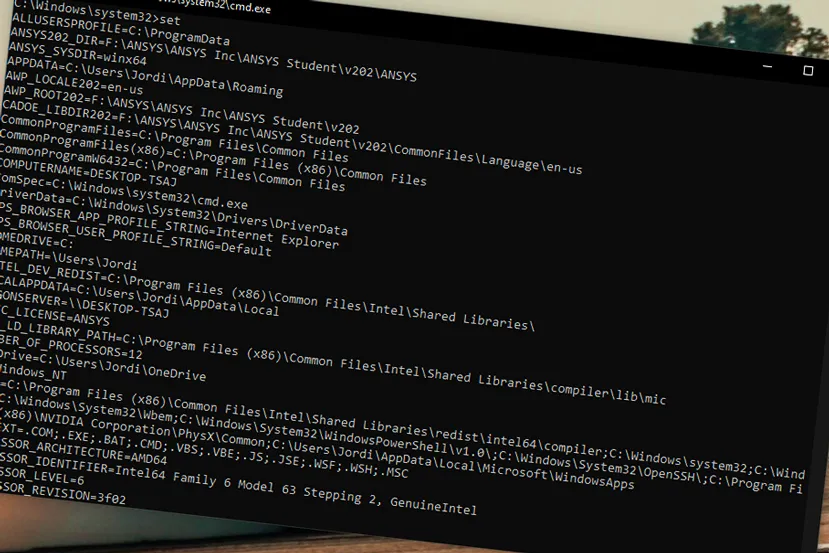 ws\system32\cmd.exe
C:\Windows\system32>set
ALLUSERSPROFILE=C:\ProgramData
ANSYS202_DIR=F:\ANSYS\ANSYS Inc\ANSYS Student\v202\ANSYS
ANSYS_SYSDIR=winx64
APPDATA=C:\Users\Jordi\AppData\Roaming
AWP_LOCALE202=en-us
AWP_ROOT202=F:\ANSYS\ANSYS Inc\ANSYS Student\v202
CADOE_LIBDIR202=F:\ANSYS\ANSYS Inc\ANSYS Student\v202\CommonFiles\Language\en-us
CommonProgramFiles=C:\Program Files\Common Files
CommonProgramFiles(x86)=C:\Program Files (x86)\Common Files
CommonProgramW6432=C:\Program Files\Common Files
COMPUTERNAME=DESKTOP-TSAJ
omSpec=C:\Windows\system32\cmd.exe
riverData=C:\Windows\System32\Drivers\DriverData
PS_BROWSER_APP_PROFILE_STRING=Internet Explorer
PS_BROWSER_USER_PROFILE_STRING=Default
OMEDRIVE=C:
MEPATH=\Users\Jordi
TEL_DEV_REDIST=C:\Program Files (x86)\Common Files\Intel\Shared Libraries\
CALAPPDATA=C:\Users\Jordi\AppData\Local
GONSERVER=\\DESKTOP-TSAJ
C_LICENSE=ANSYS
_LD_LIBRARY_PATH=C:\Program Files (x86)\Common Files\Intel\Shared Libraries\compiler\lib\mic
BER_OF_PROCESSORS=12
Drive=C:\Users\Jordi\OneDrive
indows_NT
=C:\Program Files (x86)\Common Files\Intel\Shared Libraries\redist\intel64\compiler;C:\Windows\system32;C:\Wind
C:\Windows\System32\Wbem;C:\Windows\System32\WindowsPowerShell\v1.0\;C:\Windows\System32\OpenSSH\;C:\Program Fi
(x86)\NVIDIA Corporation\PhysX\Common;C:\Users\Jordi\AppData\Local\Microsoft\WindowsApps
EXT=.COM;.EXE;.BAT;.CMD;.VBS;.VBE;.JS;.JSE;.WSF;.WSH;.MSC
SSOR_ARCHITECTURE=AMD64
SSOR_IDENTIFIER=Intel64 Family 6 Model 63 Stepping 2, GenuineIntel
SSOR_LEVEL=6
SSOR_REVISION=3f02